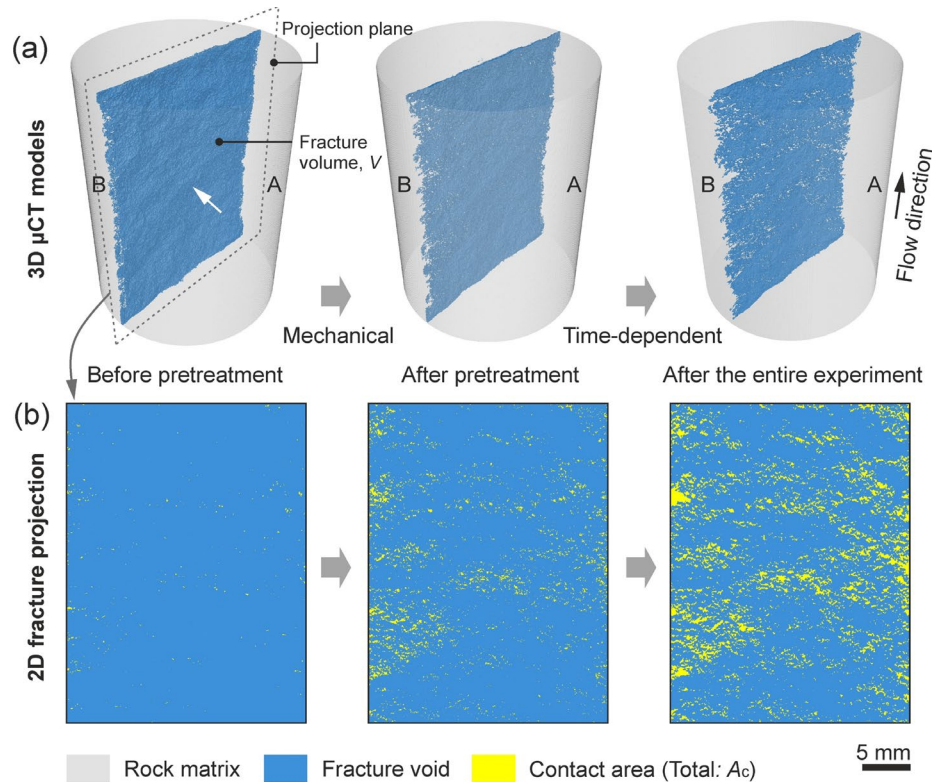 (a)
3D µCT models
Projection plane
Fracture
volume, V
B
A
B
A
B
A
Flow direction
Mechanical
Time-dependent
Before pretreatment
After pretreatment
After the entire experiment
(b)
2D fracture projection
5 mm
Rock matrix
Fracture void
Contact area (Total: Ac)